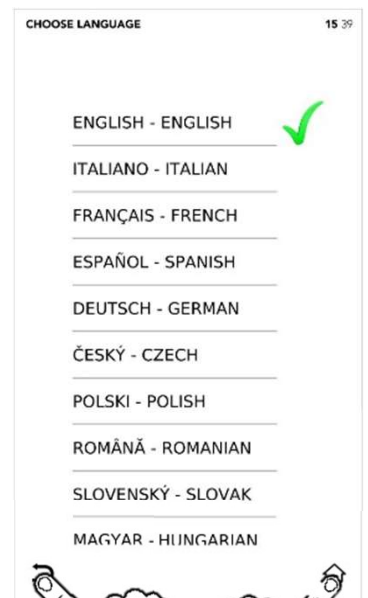 CHOOSE LANGUAGE 15 39
ENGLISH - ENGLISH
ITALIANO - ITALIAN
FRANÇAIS - FRENCH
ESPAÑOL - SPANISH
DEUTSCH - GERMAN
ČESKÝ - CZECH
POLSKI - POLISH
ROMÂNĂ - ROMANIAN
SLOVENSKÝ - SLOVAK
MAGYAR - HUNGARIAN